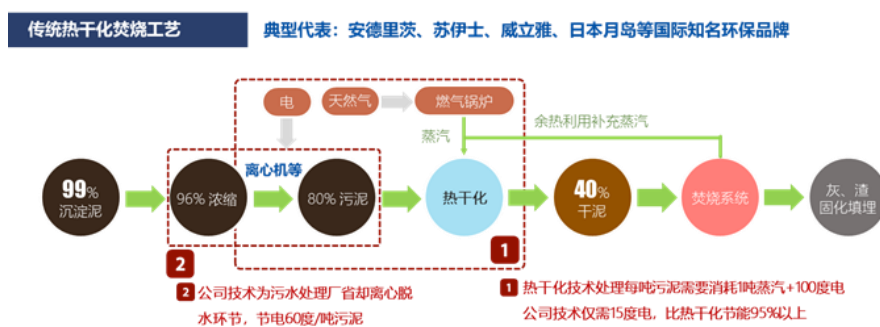 传统热干化焚烧工艺
典型代表：安德里茨、苏伊士、威立雅、日本月岛等国际知名环保品牌
电
天然气
燃气锅炉
蒸汽
余热利用补充蒸汽
离心机等
99%
沉淀泥
96% 浓缩
80% 污泥
热干化
40%
干泥
焚烧系统
灰、渣
固化填埋
2
1
2 公司技术为污水处理厂省却离心脱
水环节，节电60度/吨污泥
1 热干化技术处理每吨污泥需要消耗1吨蒸汽+100度电
公司技术仅需15度电，比热干化节能95%以上